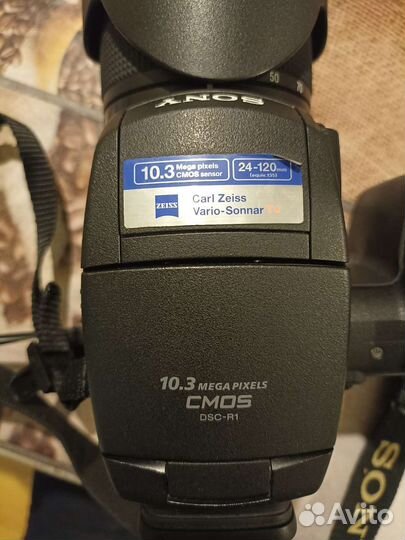 50 70
SONY
10.3 Mega pixels CMOS sensor
24-120mm (equiv. 135)
ZEISS
Carl Zeiss
Vario-Sonnar T*
10.3 MEGA PIXELS
CMOS
DSC-R1
SONY
Avito